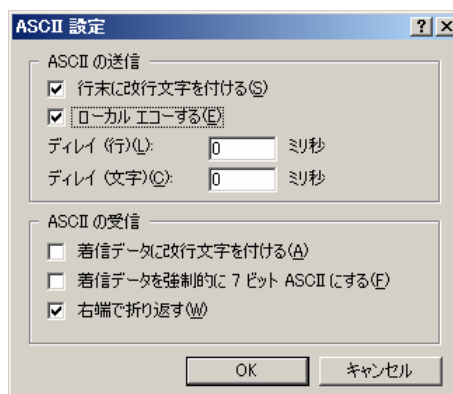 ASCII 設定
ASCII の送信
行末に改行文字を付ける(S)
ローカル エコーする(E)
ディレイ (行)(L): 0 ミリ秒
ディレイ (文字)(C): 0 ミリ秒
ASCII の受信
着信データに改行文字を付ける(A)
着信データを強制的に 7 ビット ASCII にする(F)
右端で折り返す(W)
OK キャンセル